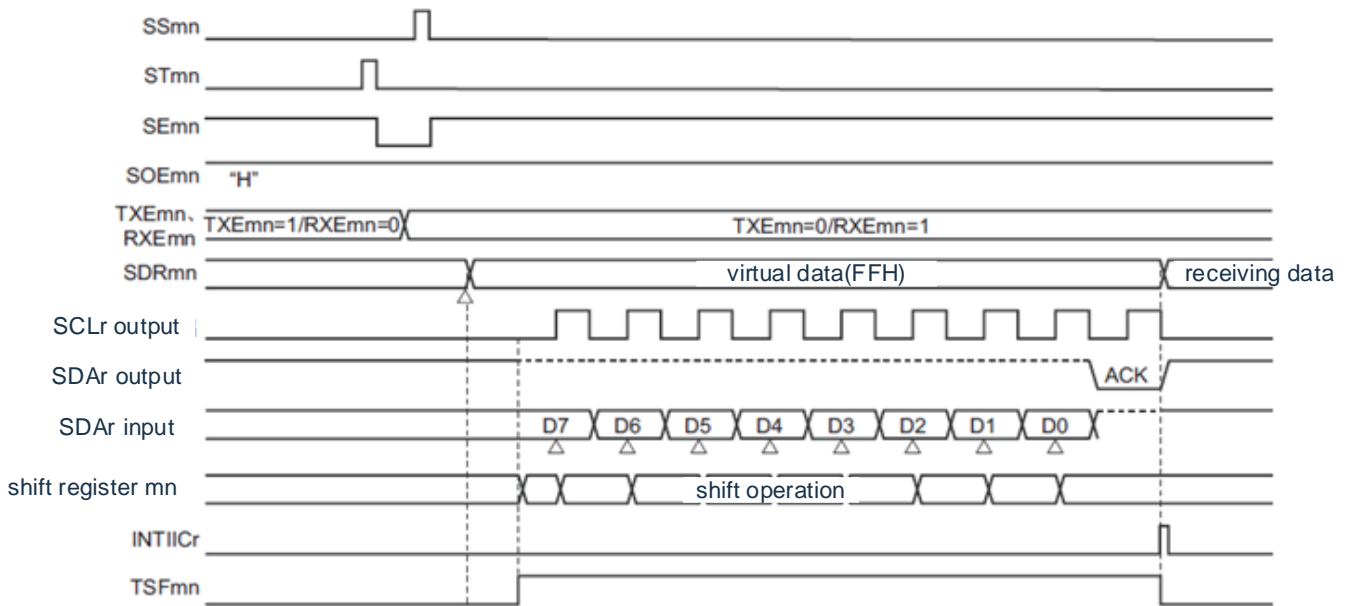 SSmn
STmn
SEmn
SOEmn "H"
TXEmn、
RXEmn
TXEmn=1/RXEmn=0 TXEmn=0/RXEmn=1
SDRmn virtual data(FFH) receiving data
SCLr output
SDAr output ACK
SDAr input D7 D6 D5 D4 D3 D2 D1 D0
shift register mn shift operation
INTIICr
TSFmn